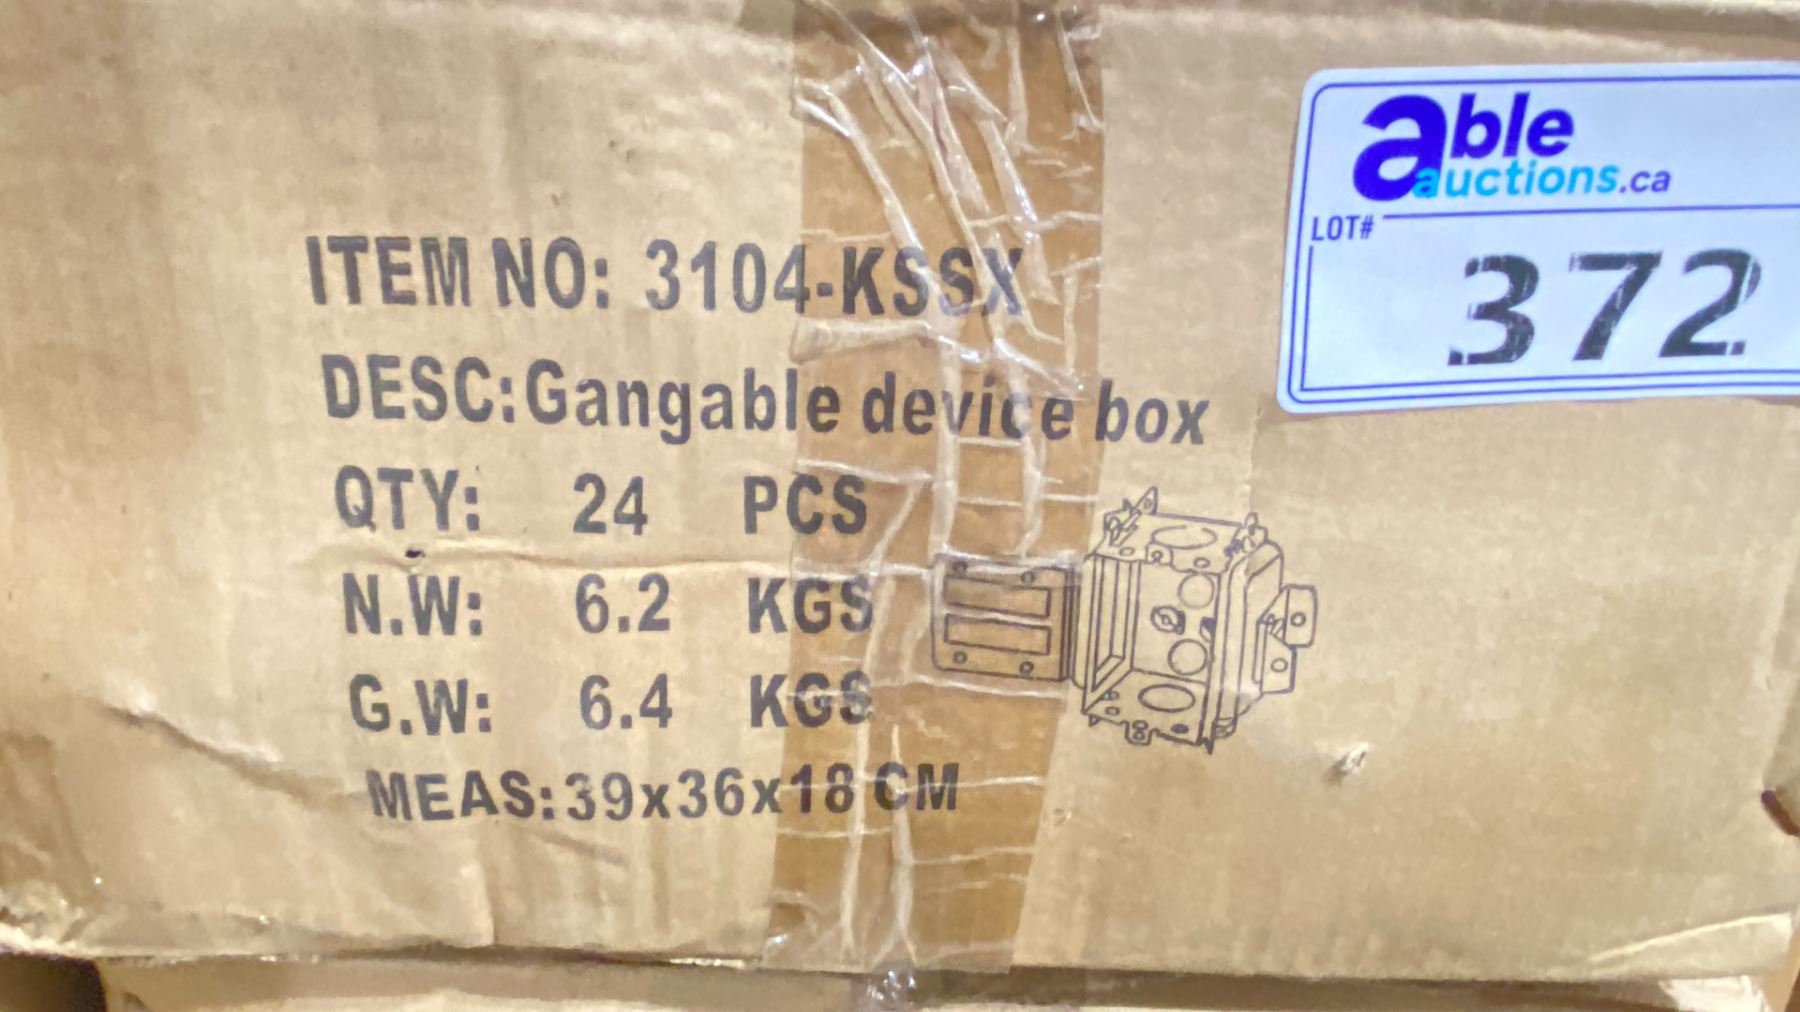 able
auctions.ca
LOT#
372
ITEM NO: 3104-KSSX
DESC:Gangable device box
QTY: 24 PCS
N.W: 6.2 KGS
G.W: 6.4 KGS
MEAS:39x36x18 CM